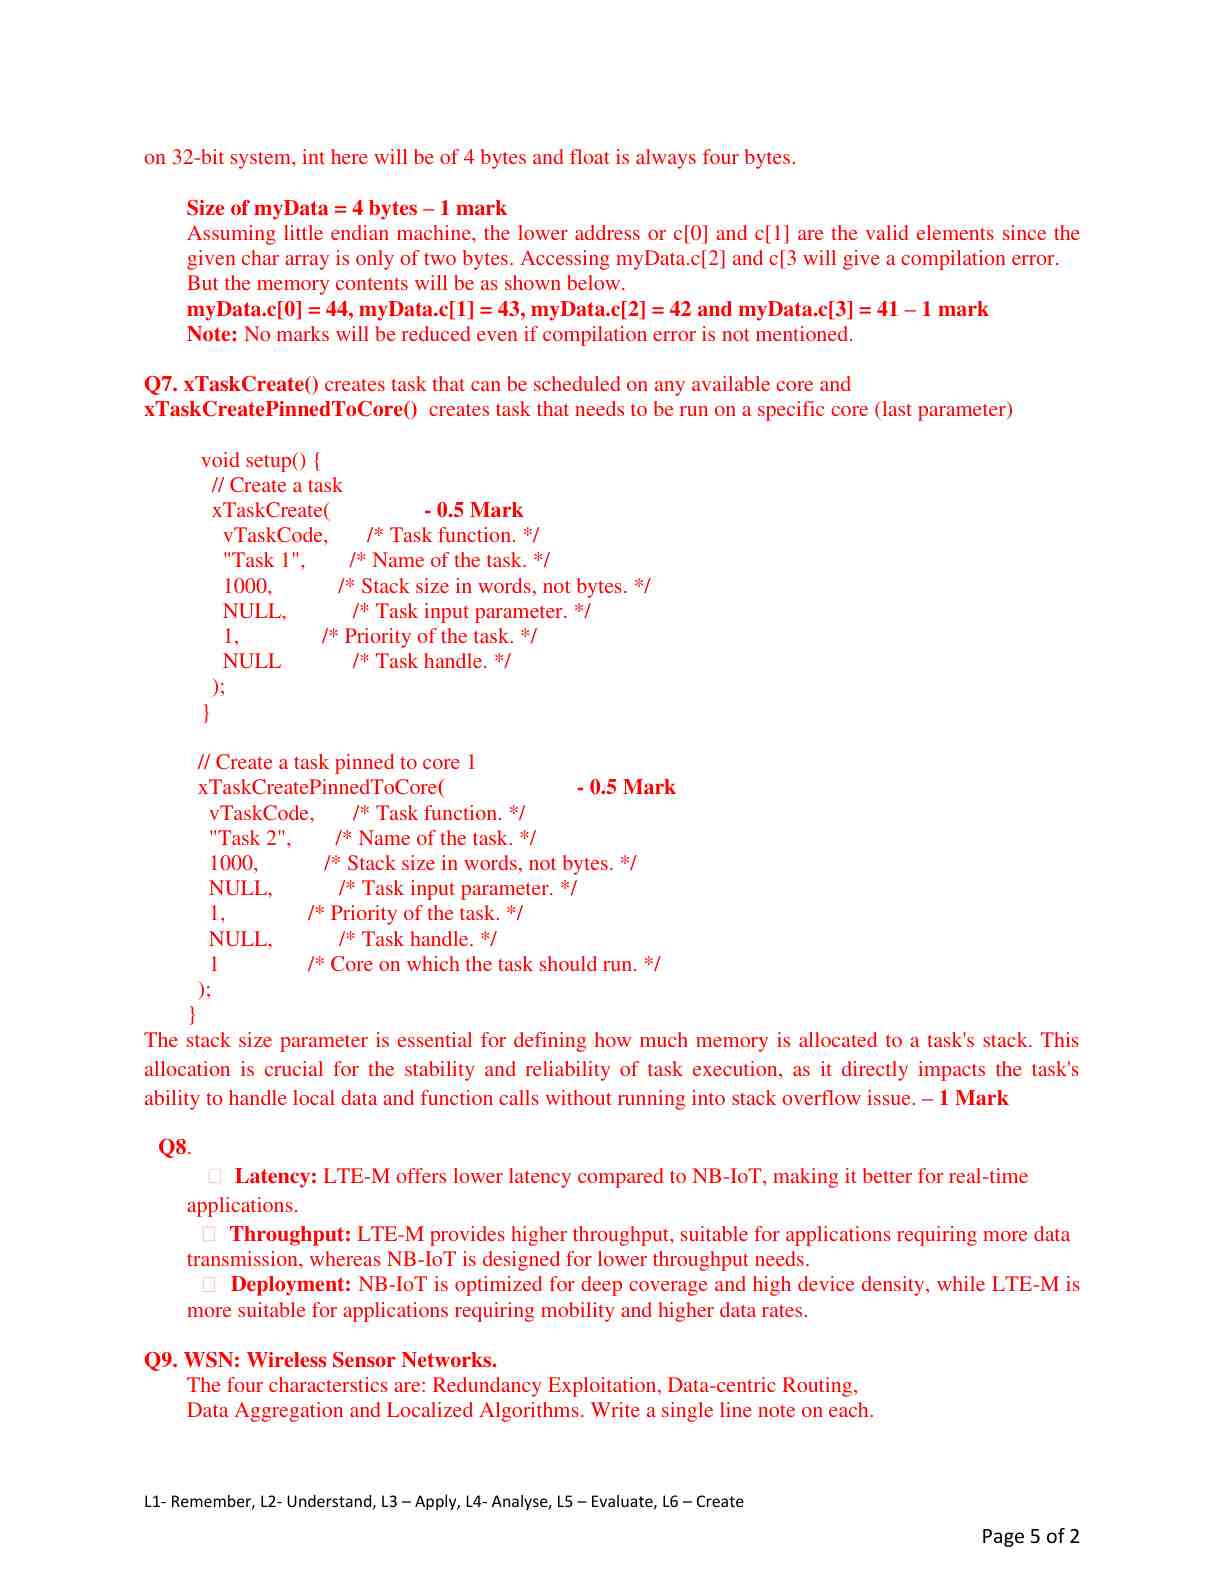 on 32-bit system, int here will be of 4 bytes and float is always four bytes.
Size of myData = 4 bytes – 1 mark
Assuming little endian machine, the lower address or c[0] and c[1] are the valid elements since the
given char array is only of two bytes. Accessing myData.c[2] and c[3 will give a compilation error.
But the memory contents will be as shown below.
myData.c[0] = 44, myData.c[1] = 43, myData.c[2] = 42 and myData.c[3] = 41 – 1 mark
Note: No marks will be reduced even if compilation error is not mentioned.
Q7. xTaskCreate() creates task that can be scheduled on any available core and
xTaskCreatePinnedToCore() creates task that needs to be run on a specific core (last parameter)
void setup() {
// Create a task
xTaskCreate( - 0.5 Mark
vTaskCode, /* Task function. */
"Task 1", /* Name of the task. */
1000, /* Stack size in words, not bytes. */
NULL, /* Task input parameter. */
1, /* Priority of the task. */
NULL /* Task handle. */
);
}
// Create a task pinned to core 1
xTaskCreatePinnedToCore( - 0.5 Mark
vTaskCode, /* Task function. */
"Task 2", /* Name of the task. */
1000, /* Stack size in words, not bytes. */
NULL, /* Task input parameter. */
1, /* Priority of the task. */
NULL, /* Task handle. */
1 /* Core on which the task should run. */
);
}
The stack size parameter is essential for defining how much memory is allocated to a task's stack. This
allocation is crucial for the stability and reliability of task execution, as it directly impacts the task's
ability to handle local data and function calls without running into stack overflow issue. – 1 Mark
Q8.
Latency: LTE-M offers lower latency compared to NB-IoT, making it better for real-time
applications.
Throughput: LTE-M provides higher throughput, suitable for applications requiring more data
transmission, whereas NB-IoT is designed for lower throughput needs.
Deployment: NB-IoT is optimized for deep coverage and high device density, while LTE-M is
more suitable for applications requiring mobility and higher data rates.
Q9. WSN: Wireless Sensor Networks.
The four characterstics are: Redundancy Exploitation, Data-centric Routing,
Data Aggregation and Localized Algorithms. Write a single line note on each.
L1- Remember, L2- Understand, L3 – Apply, L4- Analyse, L5 – Evaluate, L6 – Create
Page 5 of 2